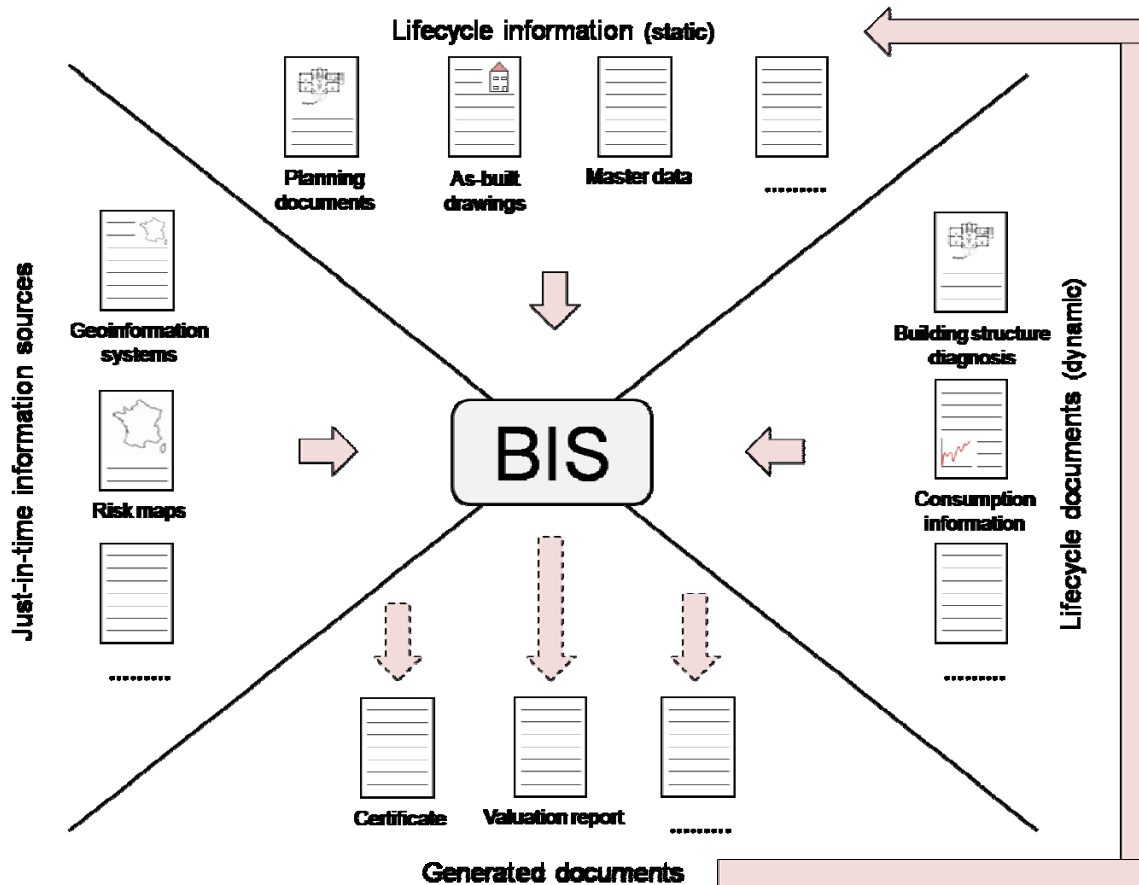 Lifecycle information (static)
Planning
documents
As-built
drawings
Master data
.........
Just-in-time information sources
Geoinformation
systems
Risk maps
.........
BIS
Lifecycle documents (dynamic)
Building structure
diagnosis
Consumption
information
.........
Certificate
Valuation report
.........
Generated documents